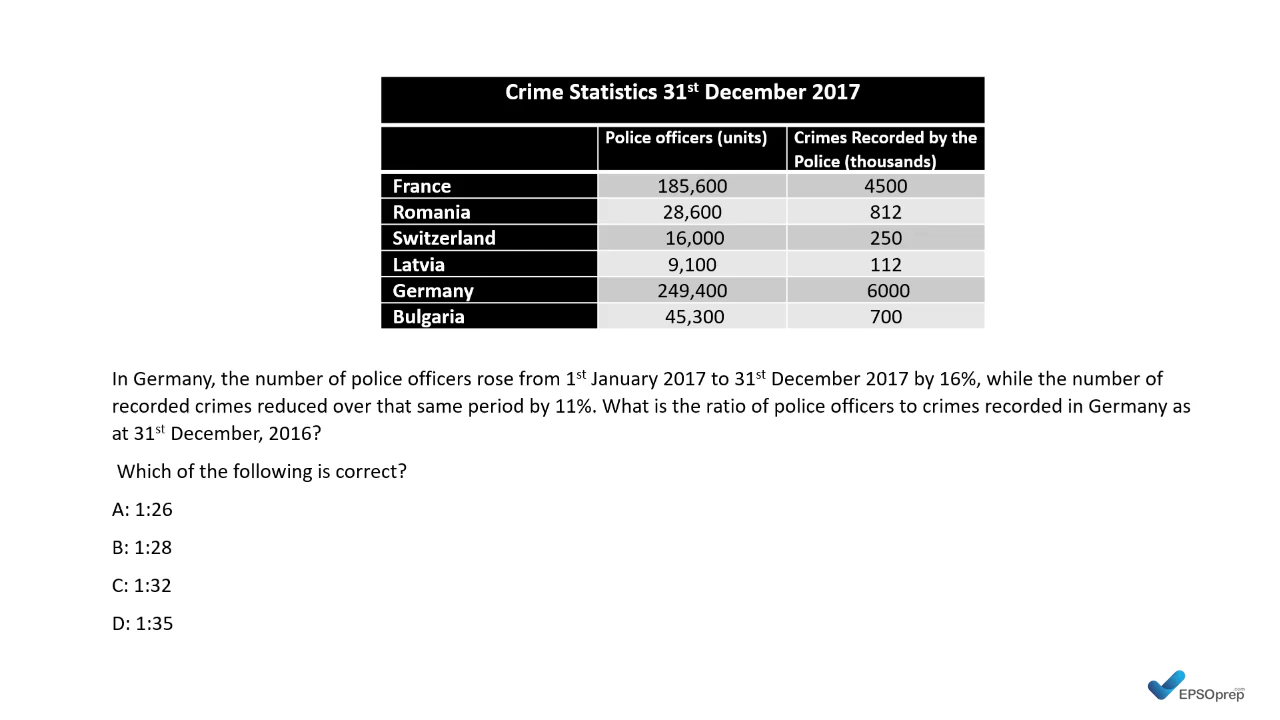 Crime Statistics 31st December 2017
Police officers (units) Crimes Recorded by the
Police (thousands)
France 185,600 4500
Romania 28,600 812
Switzerland 16,000 250
Latvia 9,100 112
Germany 249,400 6000
Bulgaria 45,300 700
In Germany, the number of police officers rose from 1st January 2017 to 31st December 2017 by 16%, while the number of
recorded crimes reduced over that same period by 11%. What is the ratio of police officers to crimes recorded in Germany as
at 31st December, 2016?
Which of the following is correct?
A: 1:26
B: 1:28
C: 1:32
D: 1:35
EPSOprep.com